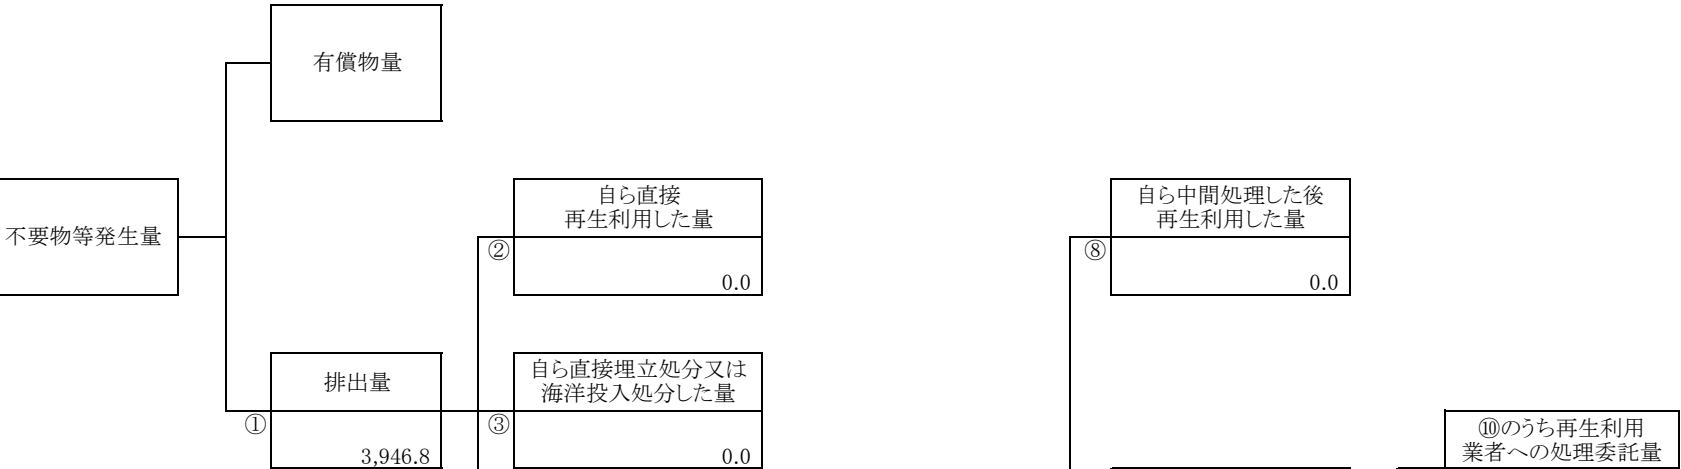 有償物量
不要物等発生量
自ら直接
再生利用した量
②
0.0
自ら中間処理した後
再生利用した量
⑧
0.0
排出量
①
3,946.8
自ら直接埋立処分又は
海洋投入処分した量
③
0.0
⑩のうち再生利用
業者への処理委託量